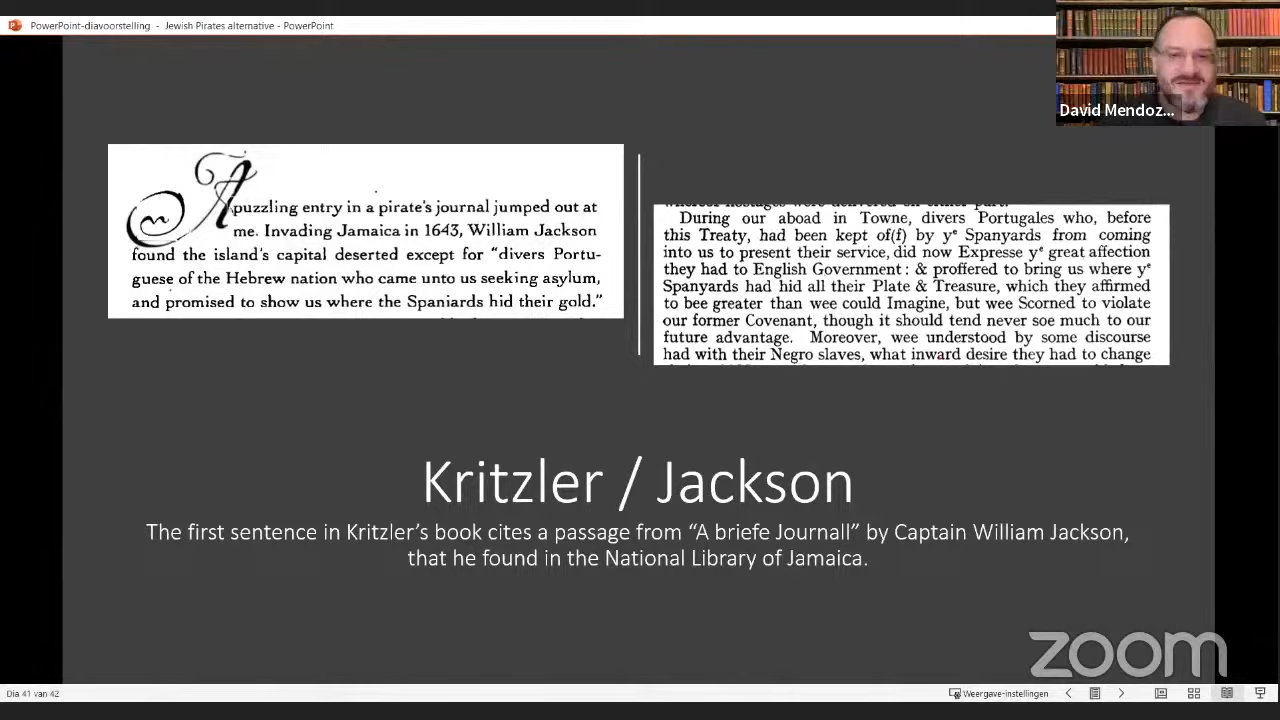 PowerPoint-diavoorstelling - Jewish Pirates alternative - PowerPoint
David Mendoz...
A puzzling entry in a pirate's journal jumped out at
me. Invading Jamaica in 1643, William Jackson
found the island's capital deserted except for "divers Portu-
guese of the Hebrew nation who came unto us seeking asylum,
and promised to show us where the Spaniards hid their gold."
During our aboad in Towne, divers Portugales who, before
this Treaty, had been kept of(f) by yᵉ Spanyards from coming
into us to present their service, did now Expresse yᵉ great affection
they had to English Government: & proffered to bring us where yᵉ
Spanyards had hid all their Plate & Treasure, which they affirmed
to bee greater than wee could Imagine, but wee Scorned to violate
our former Covenant, though it should tend never soe much to our
future advantage. Moreover, wee understood by some discourse
had with their Negro slaves, what inward desire they had to change
Kritzler / Jackson
The first sentence in Kritzler's book cites a passage from "A briefe Journall" by Captain William Jackson,
that he found in the National Library of Jamaica.
zoom
Dia 41 van 42
Weergave-instellingen